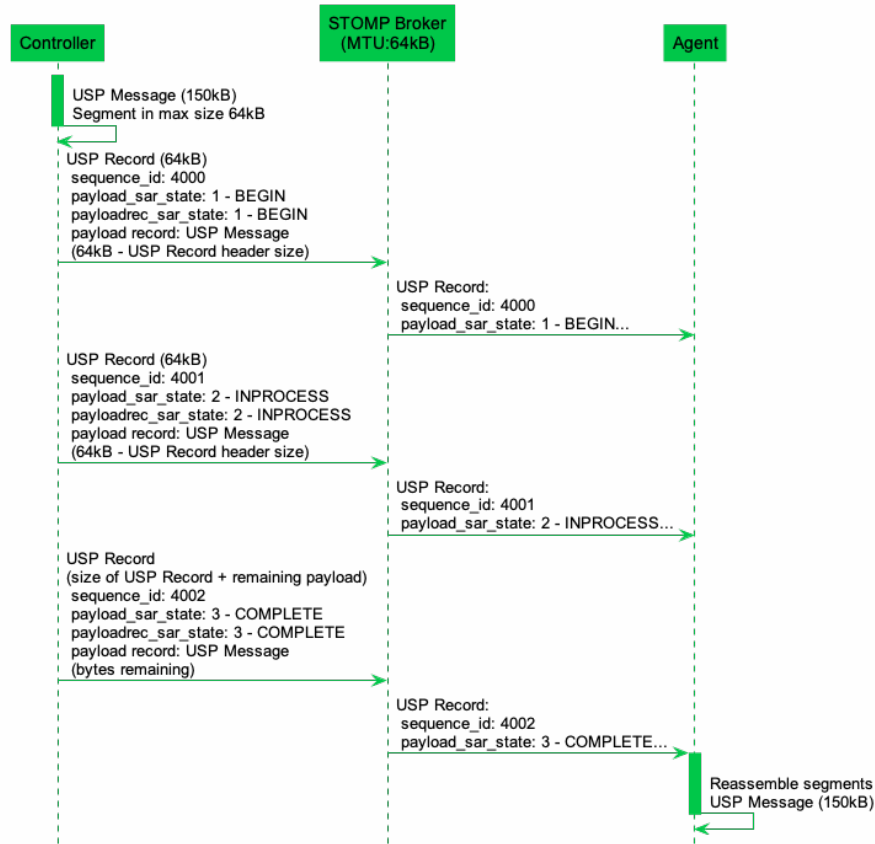 Controller
STOMP Broker
(MTU:64kB)
Agent
USP Message (150kB)
Segment in max size 64kB
USP Record (64kB)
sequence_id: 4000
payload_sar_state: 1 - BEGIN
payloadrec_sar_state: 1 - BEGIN
payload record: USP Message
(64kB - USP Record header size)
USP Record:
sequence_id: 4000
payload_sar_state: 1 - BEGIN...
USP Record (64kB)
sequence_id: 4001
payload_sar_state: 2 - INPROCESS
payloadrec_sar_state: 2 - INPROCESS
payload record: USP Message
(64kB - USP Record header size)
USP Record:
sequence_id: 4001
payload_sar_state: 2 - INPROCESS...
USP Record
(size of USP Record + remaining payload)
sequence_id: 4002
payload_sar_state: 3 - COMPLETE
payloadrec_sar_state: 3 - COMPLETE
payload record: USP Message
(bytes remaining)
USP Record:
sequence_id: 4002
payload_sar_state: 3 - COMPLETE...
Reassemble segments
USP Message (150kB)